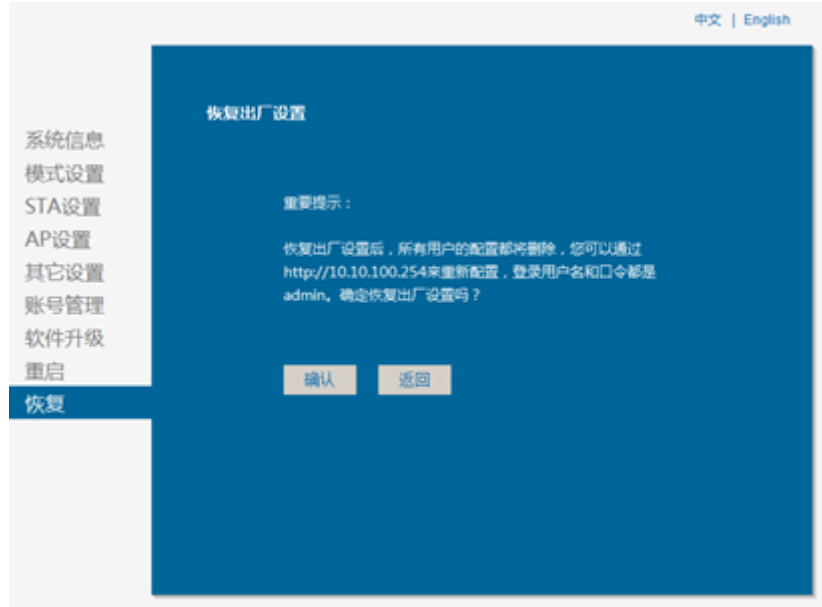 中文 | English
恢复出厂设置
系统信息
模式设置
STA设置
AP设置
其它设置
账号管理
软件升级
重启
恢复
重要提示：
恢复出厂设置后，所有用户的配置都将删除，您可以通过
http://10.10.100.254来重新配置，登录用户名和口令都是
admin。确定恢复出厂设置吗？
确认 返回